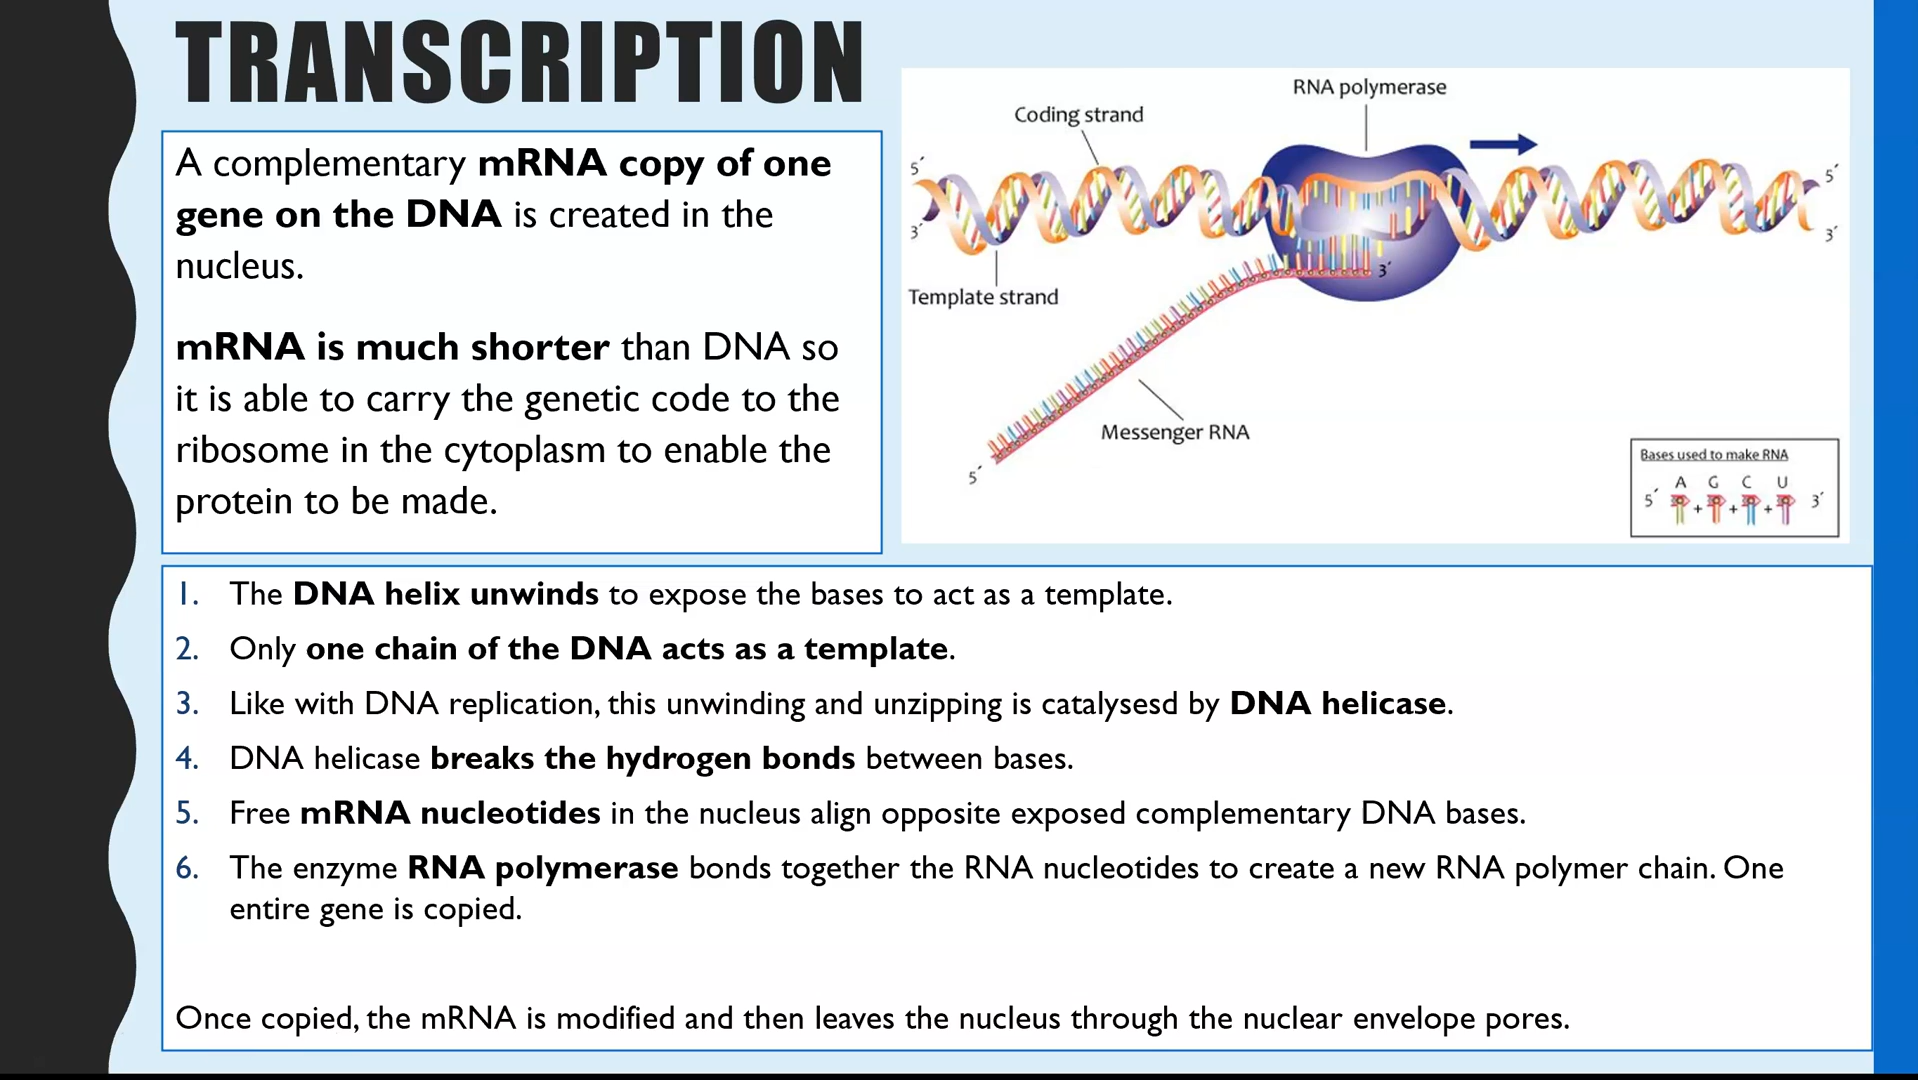 TRANSCRIPTION
A complementary mRNA copy of one
gene on the DNA is created in the
nucleus.
mRNA is much shorter than DNA so
it is able to carry the genetic code to the
ribosome in the cytoplasm to enable the
protein to be made.
RNA polymerase
Coding strand
5´
5´
3´
3´
3´
Template strand
Messenger RNA
5´
Bases used to make RNA
A G C U
5´ + + + 3´
1. The DNA helix unwinds to expose the bases to act as a template.
2. Only one chain of the DNA acts as a template.
3. Like with DNA replication, this unwinding and unzipping is catalysesd by DNA helicase.
4. DNA helicase breaks the hydrogen bonds between bases.
5. Free mRNA nucleotides in the nucleus align opposite exposed complementary DNA bases.
6. The enzyme RNA polymerase bonds together the RNA nucleotides to create a new RNA polymer chain. One
entire gene is copied.
Once copied, the mRNA is modified and then leaves the nucleus through the nuclear envelope pores.